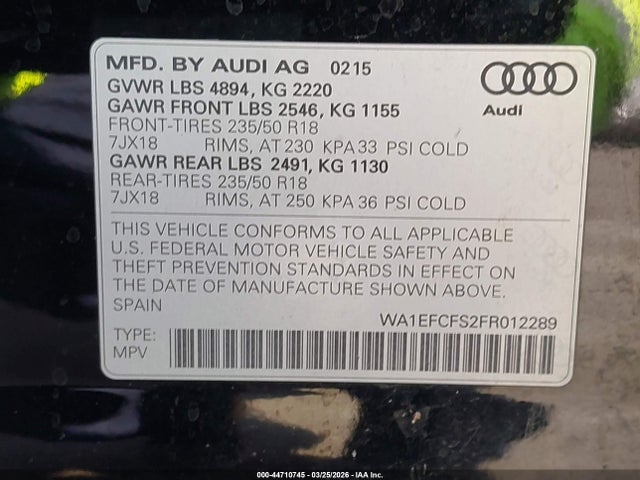 MFD. BY AUDI AG 0215
GVWR LBS 4894, KG 2220
GAWR FRONT LBS 2546, KG 1155
FRONT-TIRES 235/50 R18
7JX18 RIMS, AT 230 KPA 33 PSI COLD
GAWR REAR LBS 2491, KG 1130
REAR-TIRES 235/50 R18
7JX18 RIMS, AT 250 KPA 36 PSI COLD
Audi
THIS VEHICLE CONFORMS TO ALL APPLICABLE
U.S. FEDERAL MOTOR VEHICLE SAFETY AND
THEFT PREVENTION STANDARDS IN EFFECT ON
THE DATE OF MANUFACTURE SHOWN ABOVE.
SPAIN
WA1EFCFS2FR012289
TYPE:
MPV
000-44710745 - 03/25/2026 - IAA Inc.